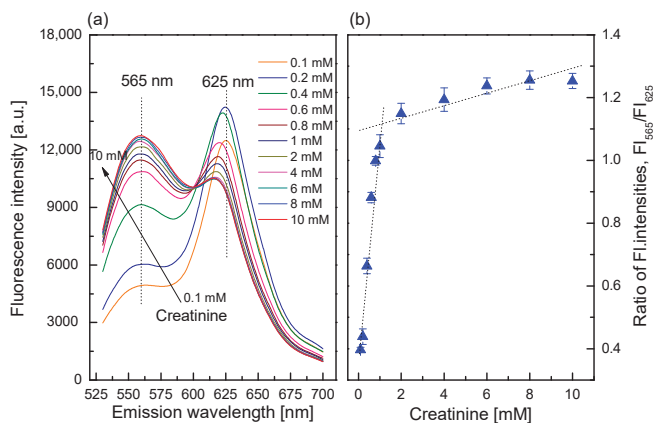 (a)
18,000
15,000
12,000
9000
6000
3000
0
Fluorescence intensity [a.u.]
565 nm
625 nm
10 mM
0.1 mM
Creatinine
0.1 mM
0.2 mM
0.4 mM
0.6 mM
0.8 mM
1 mM
2 mM
4 mM
6 mM
8 mM
10 mM
525 550 575 600 625 650 675 700
Emission wavelength [nm]
(b)
1.4
1.2
1.0
0.8
0.6
0.4
Ratio of Fl.intensities, FI565/FI625
0 2 4 6 8 10
Creatinine [mM]